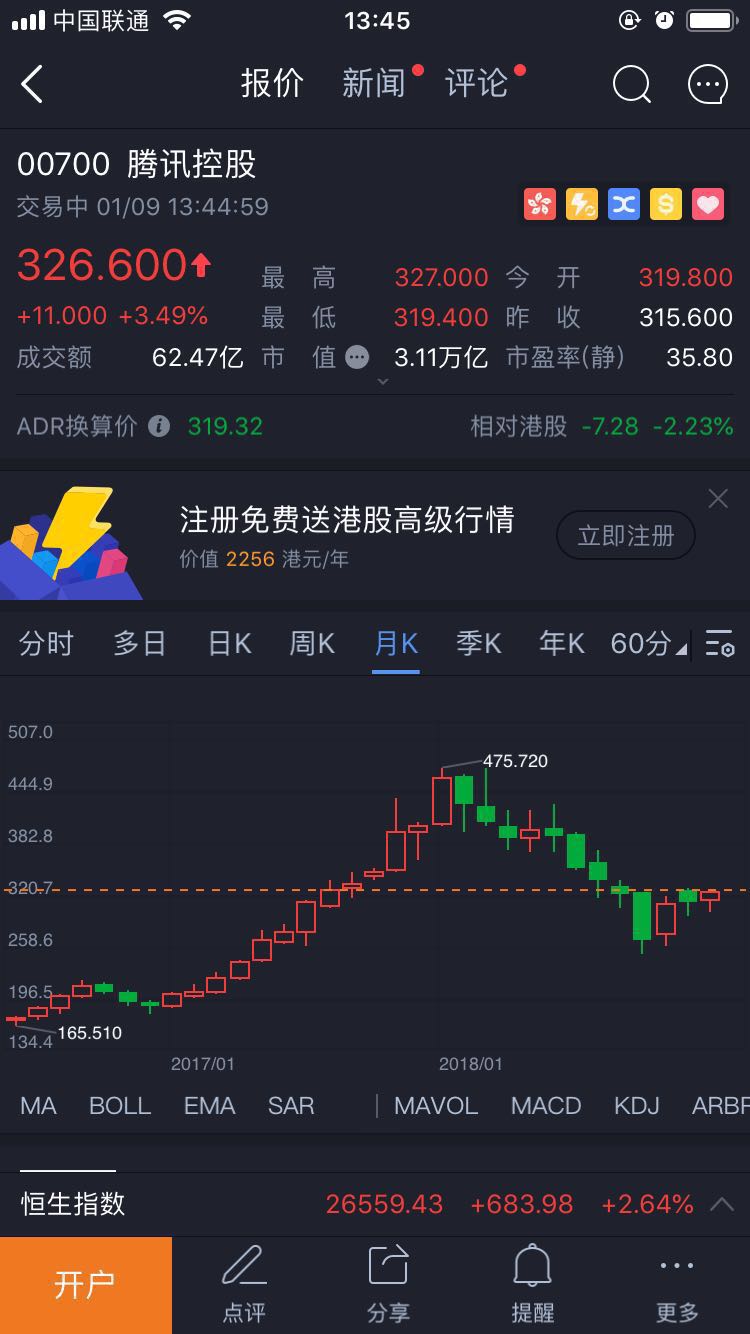 中国联通 13:45
报价 新闻 评论
00700 腾讯控股
交易中 01/09 13:44:59
326.600
最高 327.000 今开 319.800
+11.000 +3.49% 最低 319.400 昨收 315.600
成交额 62.47亿 市值 3.11万亿 市盈率(静) 35.80
ADR换算价 319.32 相对港股 -7.28 -2.23%
注册免费送港股高级行情
价值 2256 港元/年
立即注册
分时 多日 日K 周K 月K 季K 年K 60分
507.0
475.720
444.9
382.8
320.7
258.6
196.5
165.510
134.4
2017/01 2018/01
MA BOLL EMA SAR MAVOL MACD KDJ ARBR
恒生指数 26559.43 +683.98 +2.64%
开户 点评 分享 提醒 更多